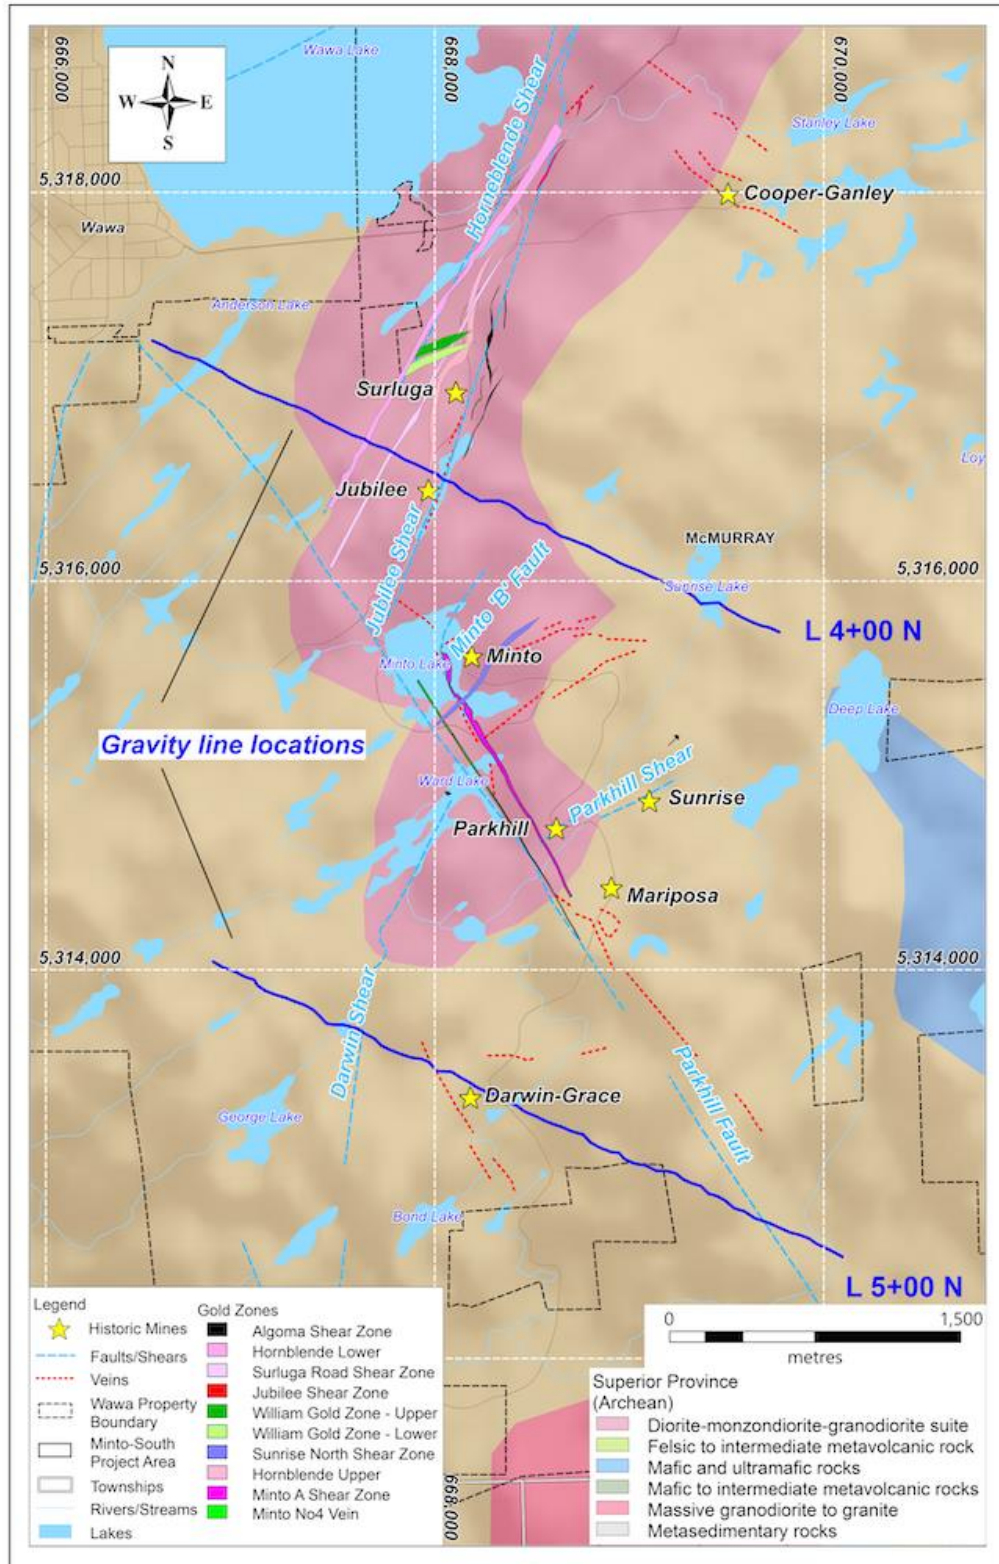 666,000
668,000
670,000
Wawa Lake
N
W E
S
Horneblende Shear
Stanley Lake
5,318,000
Cooper-Ganley
Wawa
Anderson Lake
Surluga
Loy
Jubilee
Jubilee Shear
McMURRAY
5,316,000
5,316,000
Minto 'B' Fault
Sunrise Lake
L 4+00 N
Minto
Minto Lake
Deep Lake
Gravity line locations
Ward Lake
Parkhill Shear
Sunrise
Parkhill
Mariposa
5,314,000
5,314,000
Darwin Shear
Parkhill Fault
Darwin-Grace
George Lake
Bond Lake
L 5+00 N
Legend
Historic Mines
Faults/Shears
Veins
Wawa Property
Boundary
Minto-South
Project Area
Townships
Rivers/Streams
Lakes
Gold Zones
Algoma Shear Zone
Hornblende Lower
Surluga Road Shear Zone
Jubilee Shear Zone
William Gold Zone - Upper
William Gold Zone - Lower
Sunrise North Shear Zone
Hornblende Upper
Minto A Shear Zone
Minto No4 Vein
668,000
0 1,500
metres
Superior Province
(Archean)
Diorite-monzondiorite-granodiorite suite
Felsic to intermediate metavolcanic rock
Mafic and ultramafic rocks
Mafic to intermediate metavolcanic rocks
Massive granodiorite to granite
Metasedimentary rocks